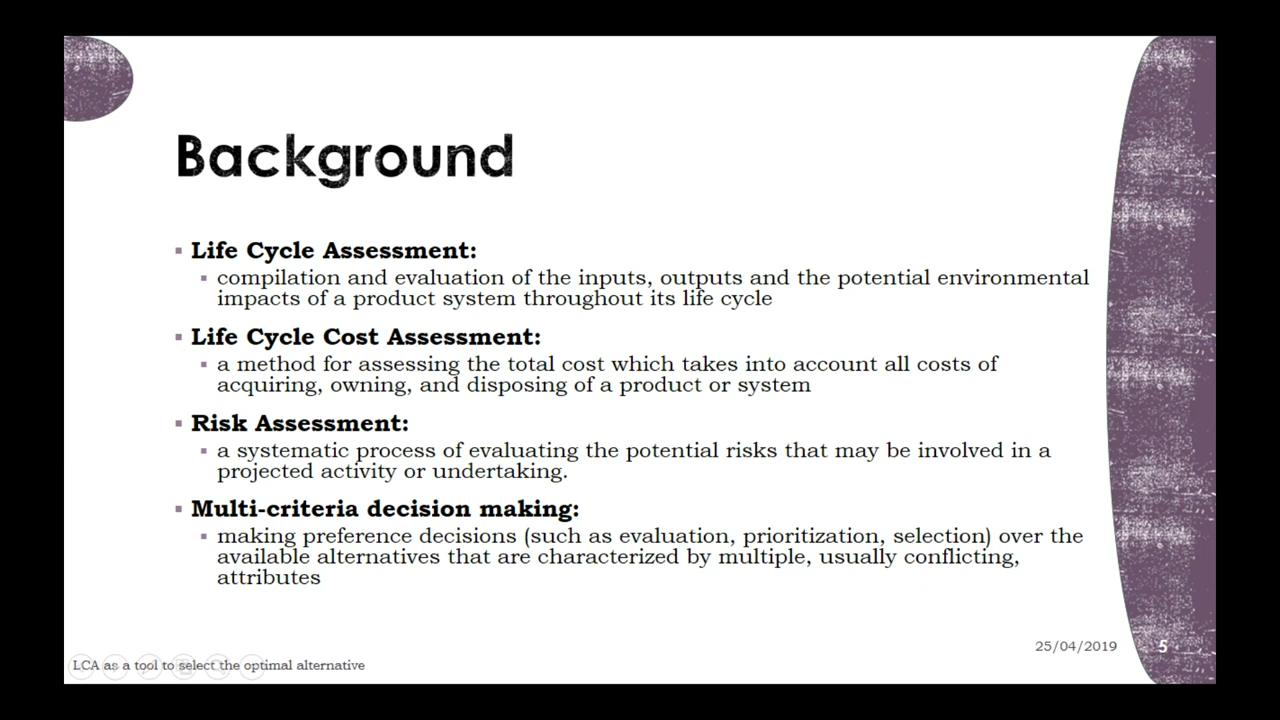 Background
Life Cycle Assessment:
compilation and evaluation of the inputs, outputs and the potential environmental
impacts of a product system throughout its life cycle
Life Cycle Cost Assessment:
a method for assessing the total cost which takes into account all costs of
acquiring, owning, and disposing of a product or system
Risk Assessment:
a systematic process of evaluating the potential risks that may be involved in a
projected activity or undertaking.
Multi-criteria decision making:
making preference decisions (such as evaluation, prioritization, selection) over the
available alternatives that are characterized by multiple, usually conflicting,
attributes
25/04/2019
5
LCA as a tool to select the optimal alternative